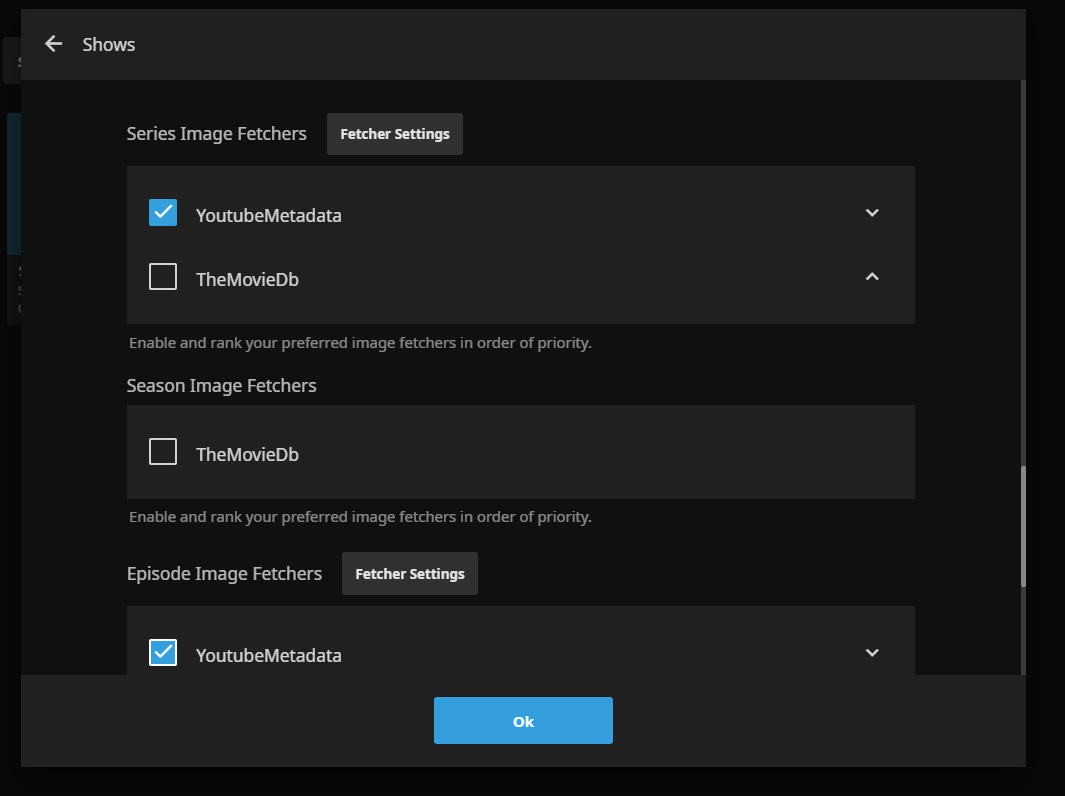 Shows
Series Image Fetchers
Fetcher Settings
YoutubeMetadata
TheMovieDb
Enable and rank your preferred image fetchers in order of priority.
Season Image Fetchers
TheMovieDb
Enable and rank your preferred image fetchers in order of priority.
Episode Image Fetchers
Fetcher Settings
YoutubeMetadata
Ok